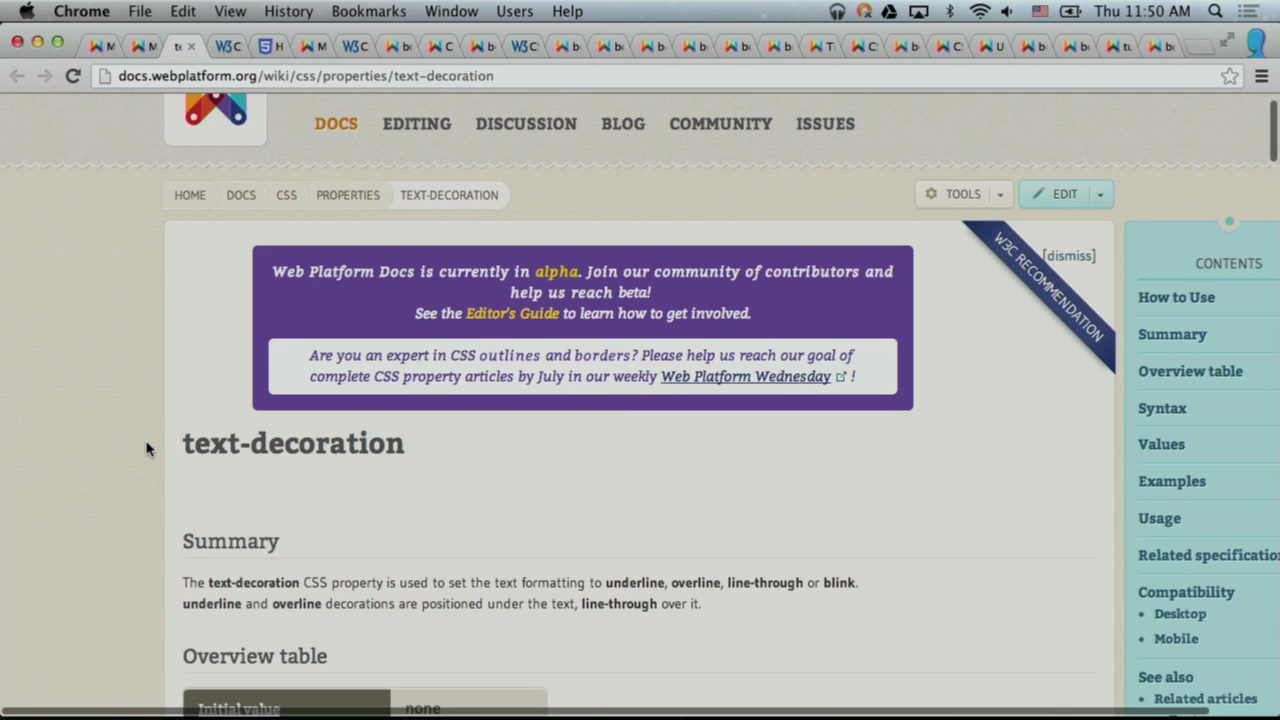 Chrome File Edit View History Bookmarks Window Users Help Thu 11:50 AM
M M te × W3C H M W3C b C b W3C b b b b b b T C b C U b b tu b
docs.webplatform.org/wiki/css/properties/text-decoration
DOCS EDITING DISCUSSION BLOG COMMUNITY ISSUES
HOME DOCS CSS PROPERTIES TEXT-DECORATION TOOLS EDIT
W3C RECOMMENDATION
[dismiss]
Web Platform Docs is currently in alpha. Join our community of contributors and
help us reach beta!
See the Editor's Guide to learn how to get involved.
Are you an expert in CSS outlines and borders? Please help us reach our goal of
complete CSS property articles by July in our weekly Web Platform Wednesday !
text-decoration
Summary
The text-decoration CSS property is used to set the text formatting to underline, overline, line-through or blink.
underline and overline decorations are positioned under the text, line-through over it.
Overview table
Initial value none
CONTENTS
How to Use
Summary
Overview table
Syntax
Values
Examples
Usage
Related specificatio
Compatibility
• Desktop
• Mobile
See also
• Related articles